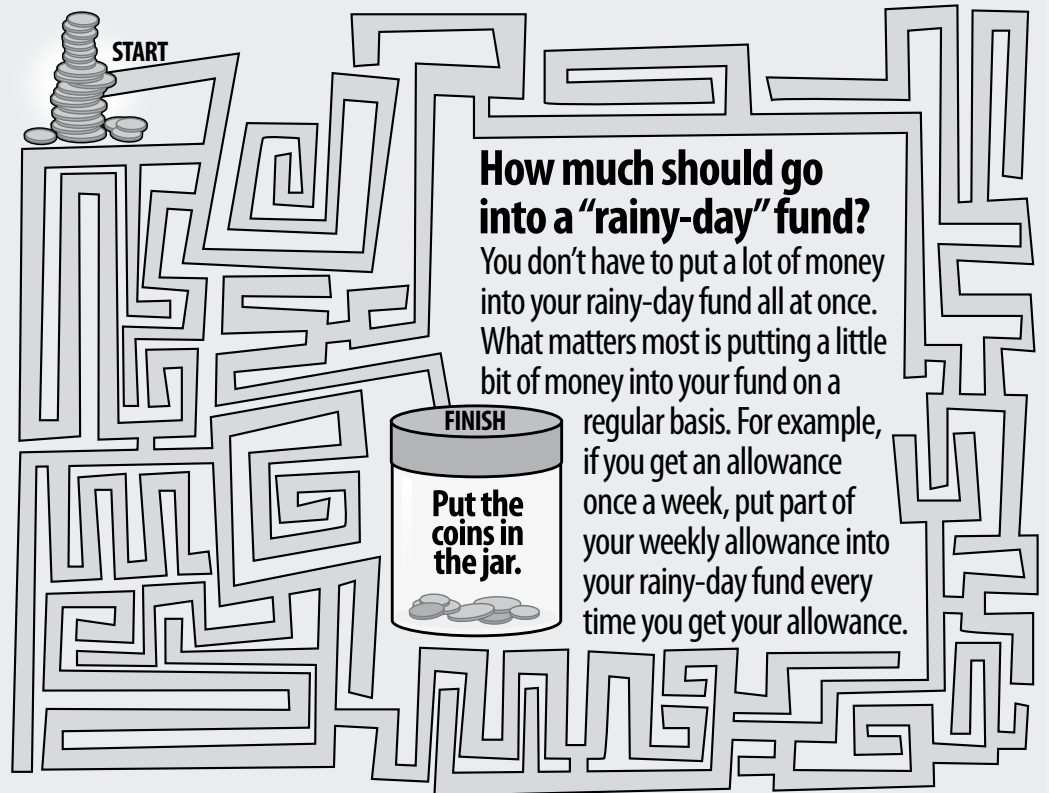 START
How much should go
into a “rainy-day” fund?
You don’t have to put a lot of money
into your rainy-day fund all at once.
What matters most is putting a little
bit of money into your fund on a
regular basis. For example,
if you get an allowance
once a week, put part of
your weekly allowance into
your rainy-day fund every
time you get your allowance.
FINISH
Put the
coins in
the jar.